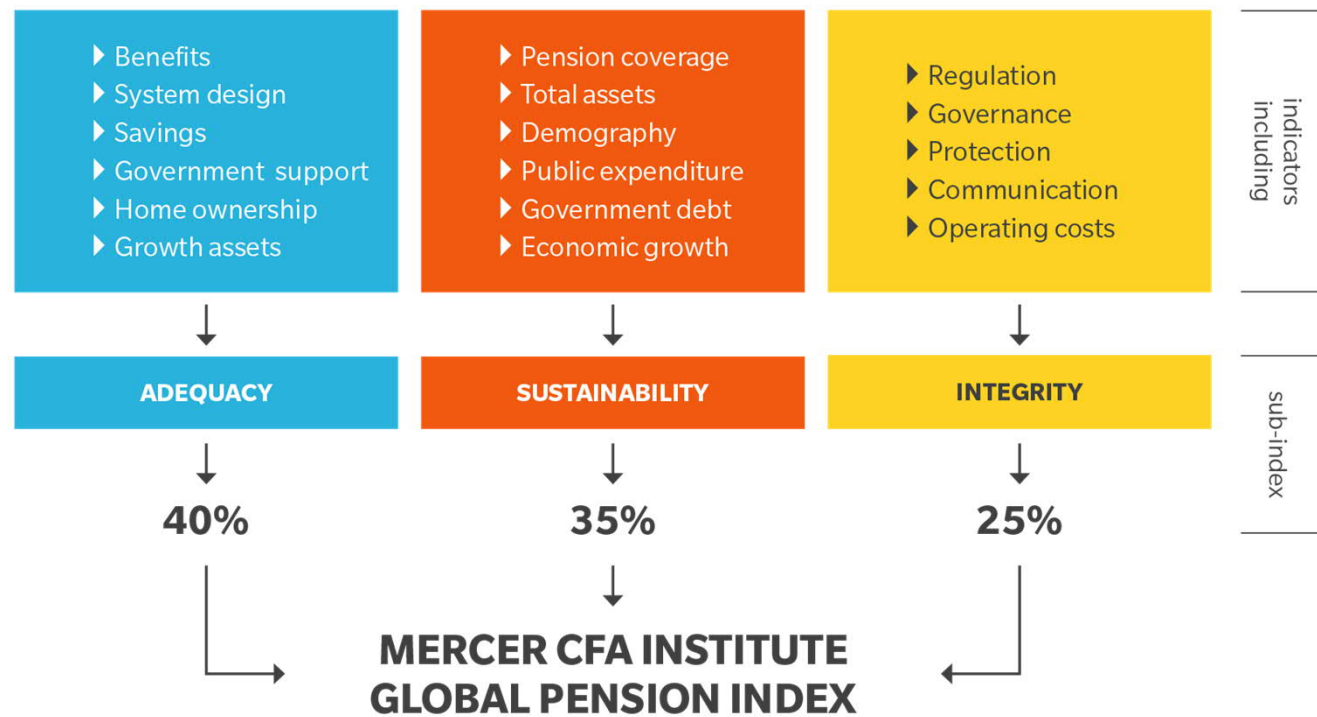 Benefits
System design
Savings
Government support
Home ownership
Growth assets
Pension coverage
Total assets
Demography
Public expenditure
Government debt
Economic growth
Regulation
Governance
Protection
Communication
Operating costs
indicators
including
ADEQUACY
SUSTAINABILITY
INTEGRITY
sub-index
40%
35%
25%
MERCER CFA INSTITUTE
GLOBAL PENSION INDEX